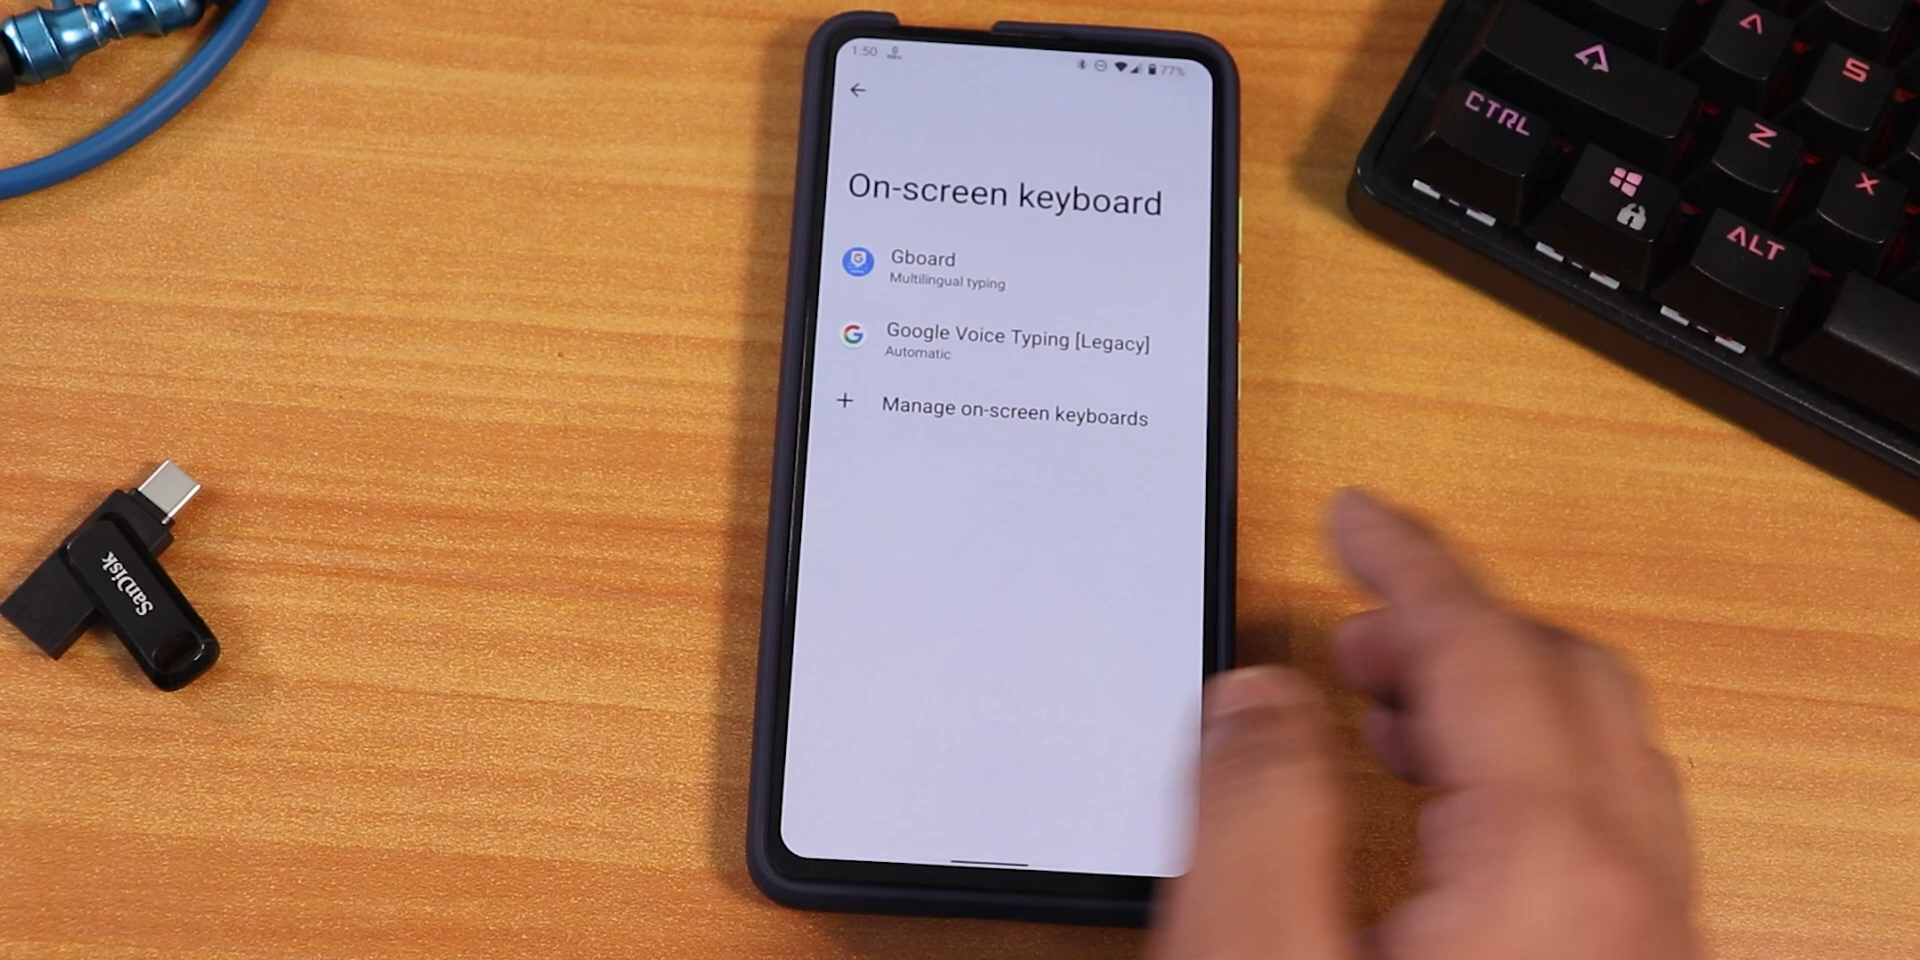 1:50
77%
On-screen keyboard
Gboard
Multilingual typing
Google Voice Typing [Legacy]
Automatic
Manage on-screen keyboards
SanDisk
A
S
CTRL
Z
X
ALT